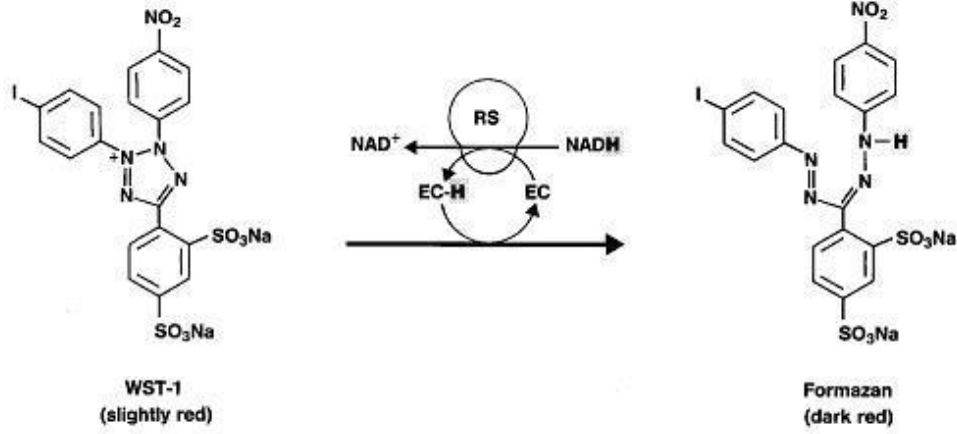 NO₂
I
N
+
N
N
N
SO₃Na
SO₃Na
WST-1
(slightly red)
RS
NAD⁺
NADH
EC-H
EC
NO₂
I
N
N-H
N
N
SO₃Na
SO₃Na
Formazan
(dark red)